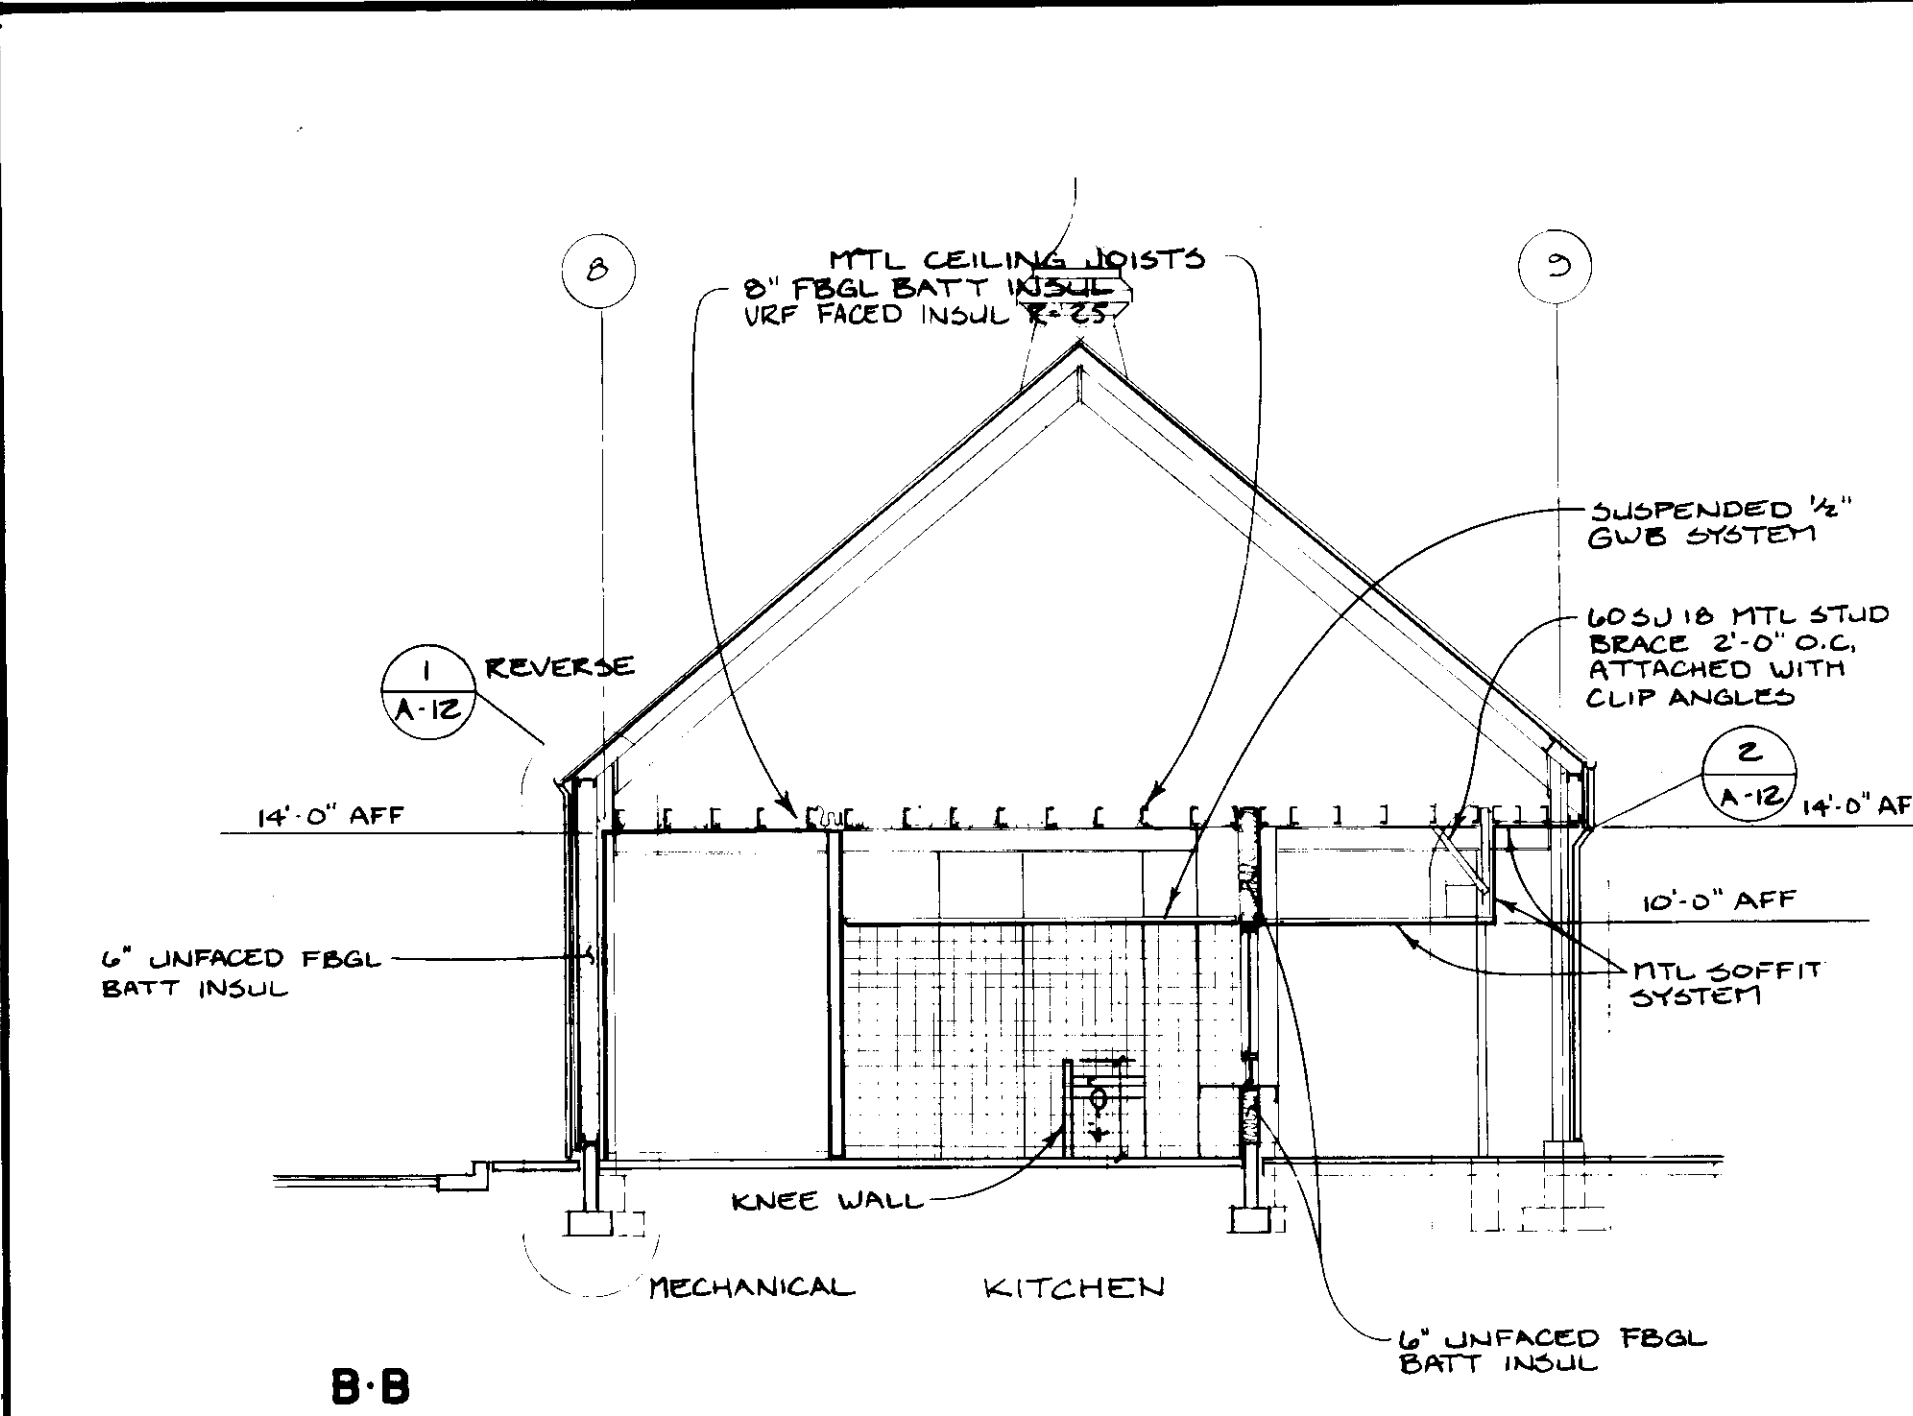 8
9
MTL CEILING JOISTS
8" FBGL BATT INSUL
VRF FACED INSUL R=25
SUSPENDED 1/2"
GWB SYSTEM
60SJ18 MTL STUD
BRACE 2'-0" O.C,
ATTACHED WITH
CLIP ANGLES
1
A-12
REVERSE
2
A-12
14'-0" AFF
14'-0" AF
10'-0" AFF
6" UNFACED FBGL
BATT INSUL
MTL SOFFIT
SYSTEM
KNEE WALL
MECHANICAL
KITCHEN
6" UNFACED FBGL
BATT INSUL
B·B